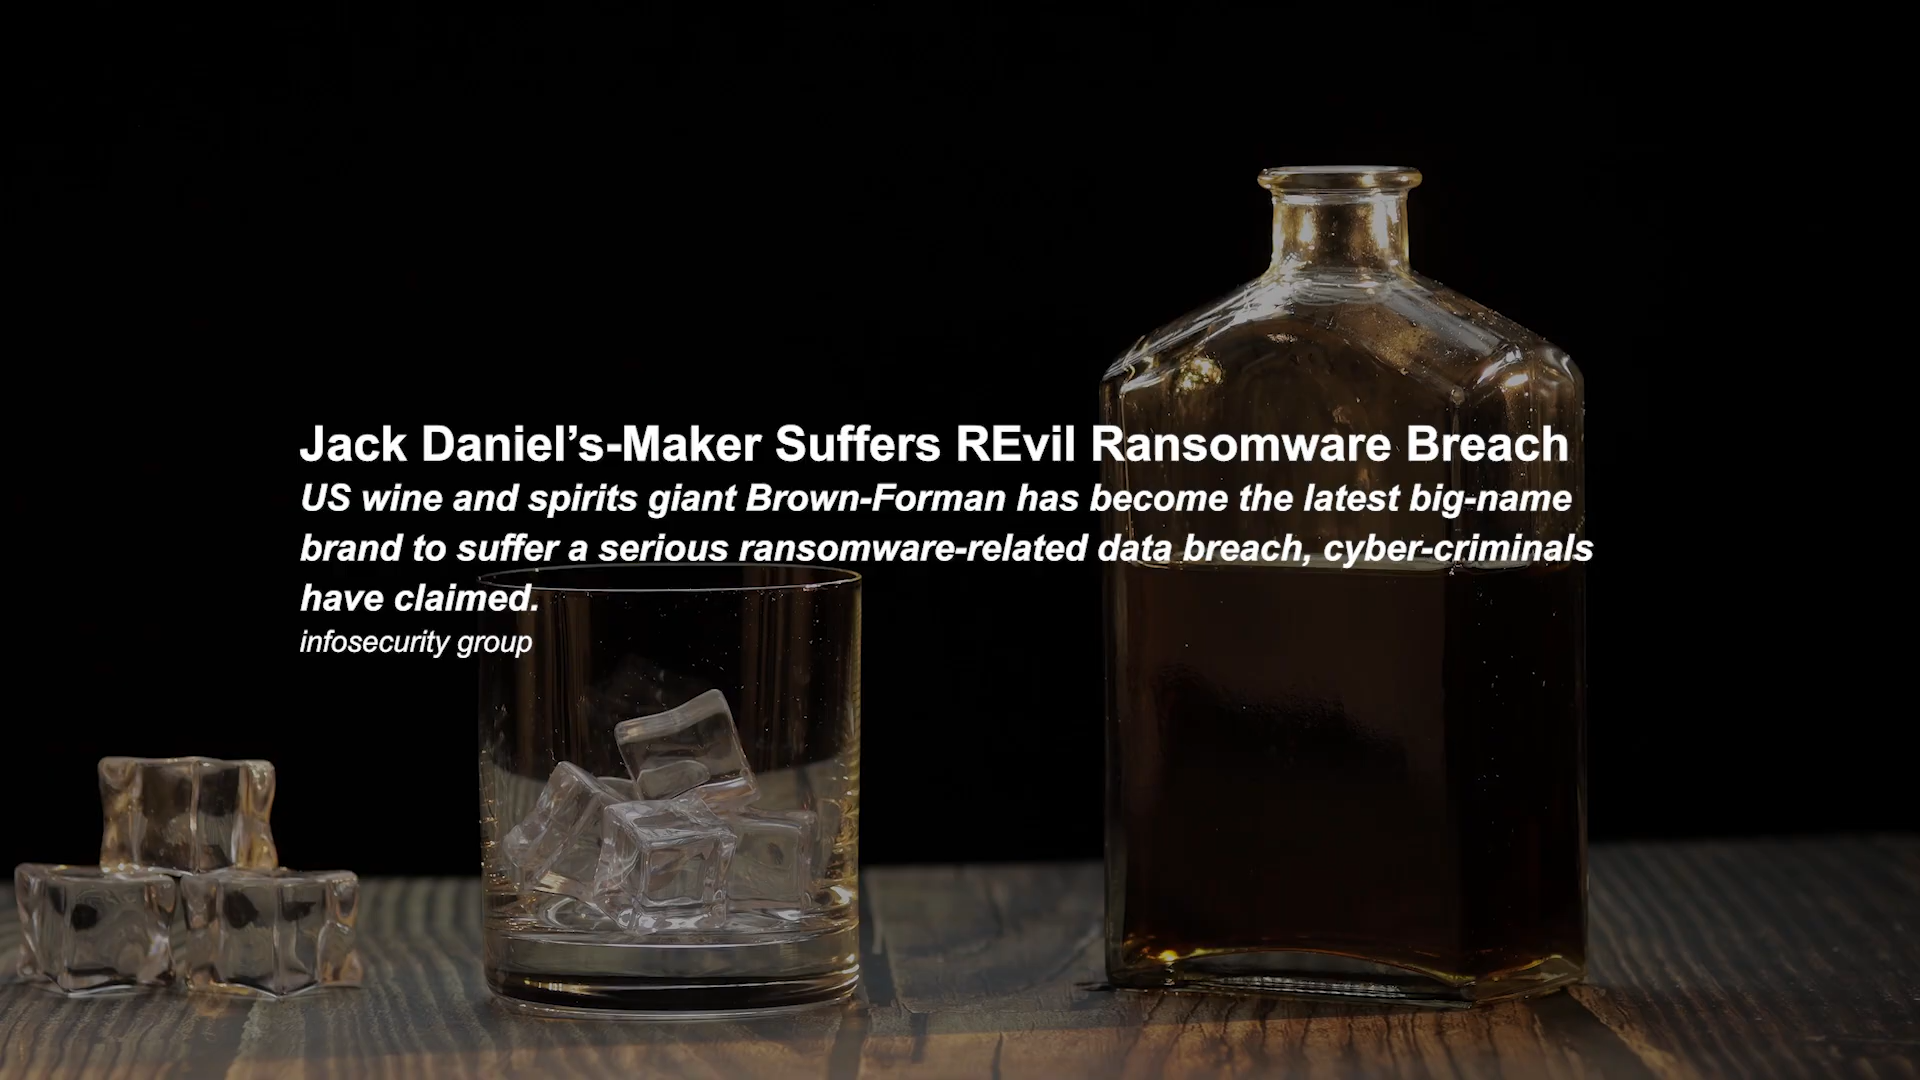 Jack Daniel’s-Maker Suffers REvil Ransomware Breach
US wine and spirits giant Brown-Forman has become the latest big-name
brand to suffer a serious ransomware-related data breach, cyber-criminals
have claimed.
infosecurity group